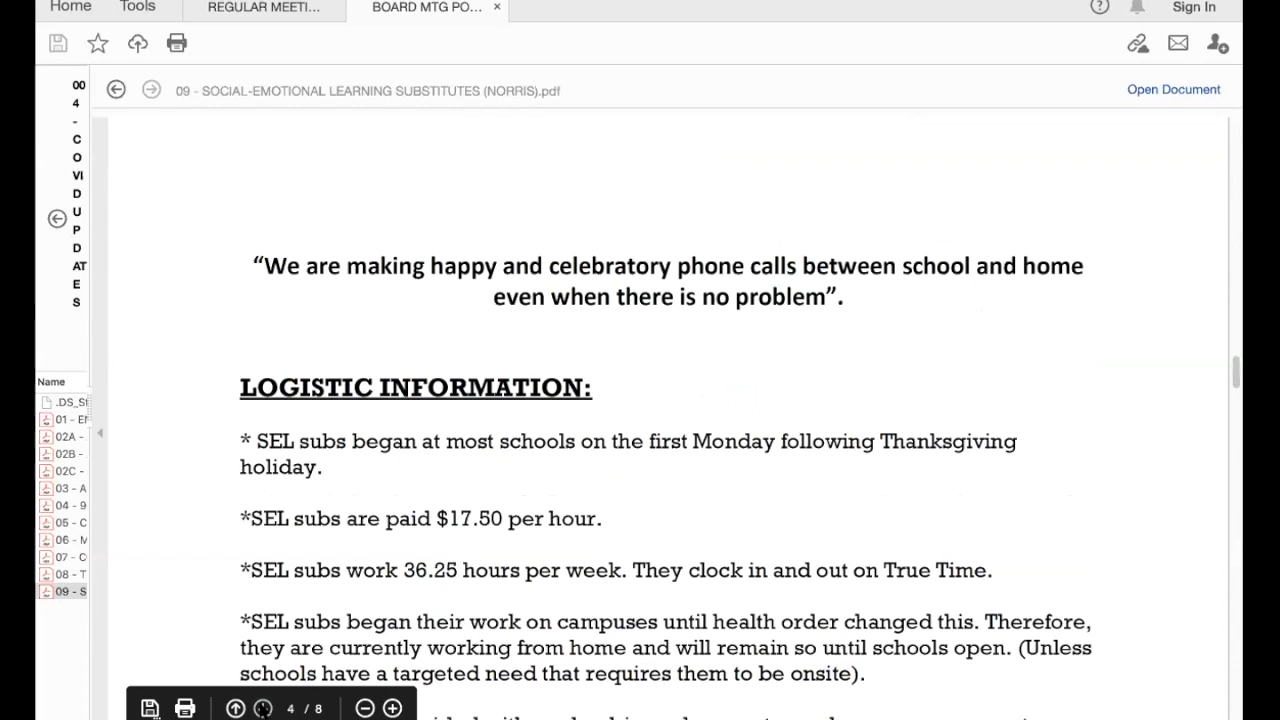 Home Tools REGULAR MEETI... BOARD MTG PO... × ? Sign In
09 - SOCIAL-EMOTIONAL LEARNING SUBSTITUTES (NORRIS).pdf Open Document
00
4
-
C
O
VI
D
U
P
D
AT
E
S
Name
.DS_St
01 - El
02A -
02B -
02C -
03 - A
04 - 9
05 - C
06 - M
07 - C
08 - T
09 - S
“We are making happy and celebratory phone calls between school and home
even when there is no problem”.
LOGISTIC INFORMATION:
* SEL subs began at most schools on the first Monday following Thanksgiving
holiday.
*SEL subs are paid $17.50 per hour.
*SEL subs work 36.25 hours per week. They clock in and out on True Time.
*SEL subs began their work on campuses until health order changed this. Therefore,
they are currently working from home and will remain so until schools open. (Unless
schools have a targeted need that requires them to be onsite).
4 / 8